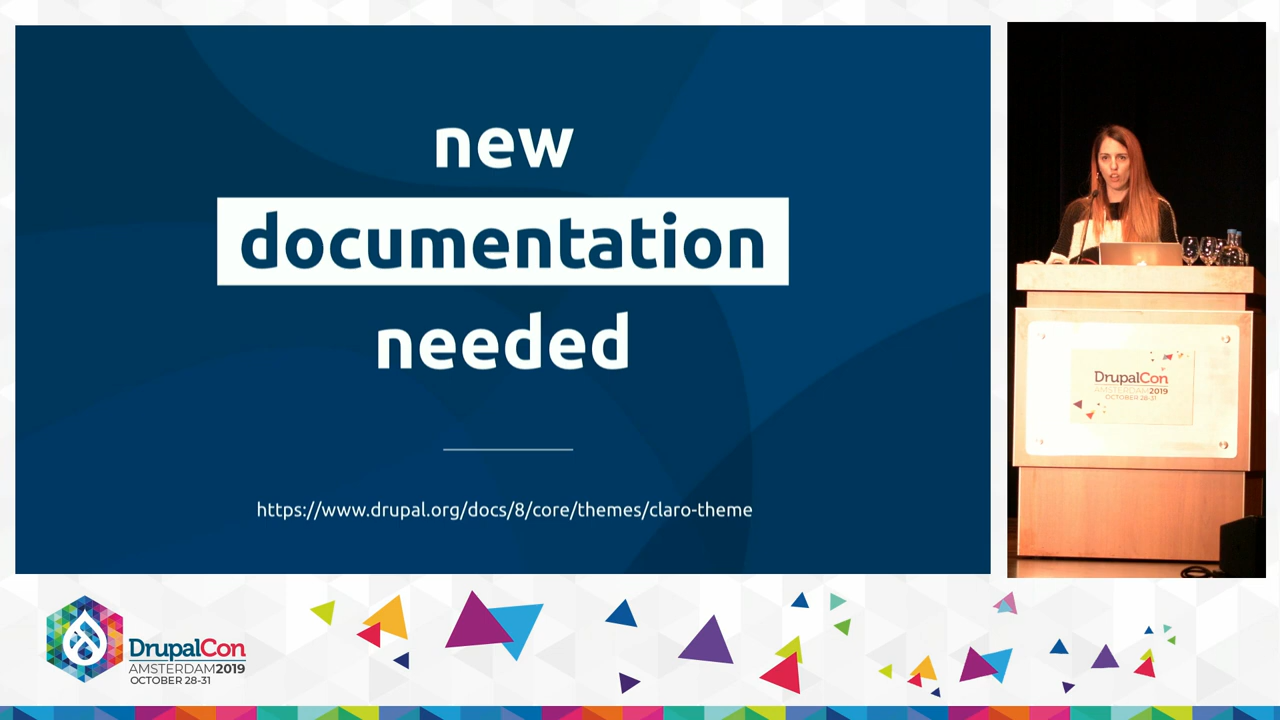 new
documentation
needed
https://www.drupal.org/docs/8/core/themes/claro-theme
DrupalCon
AMSTERDAM2019
OCTOBER 28-31
DrupalCon
AMSTERDAM2019
OCTOBER 28-31